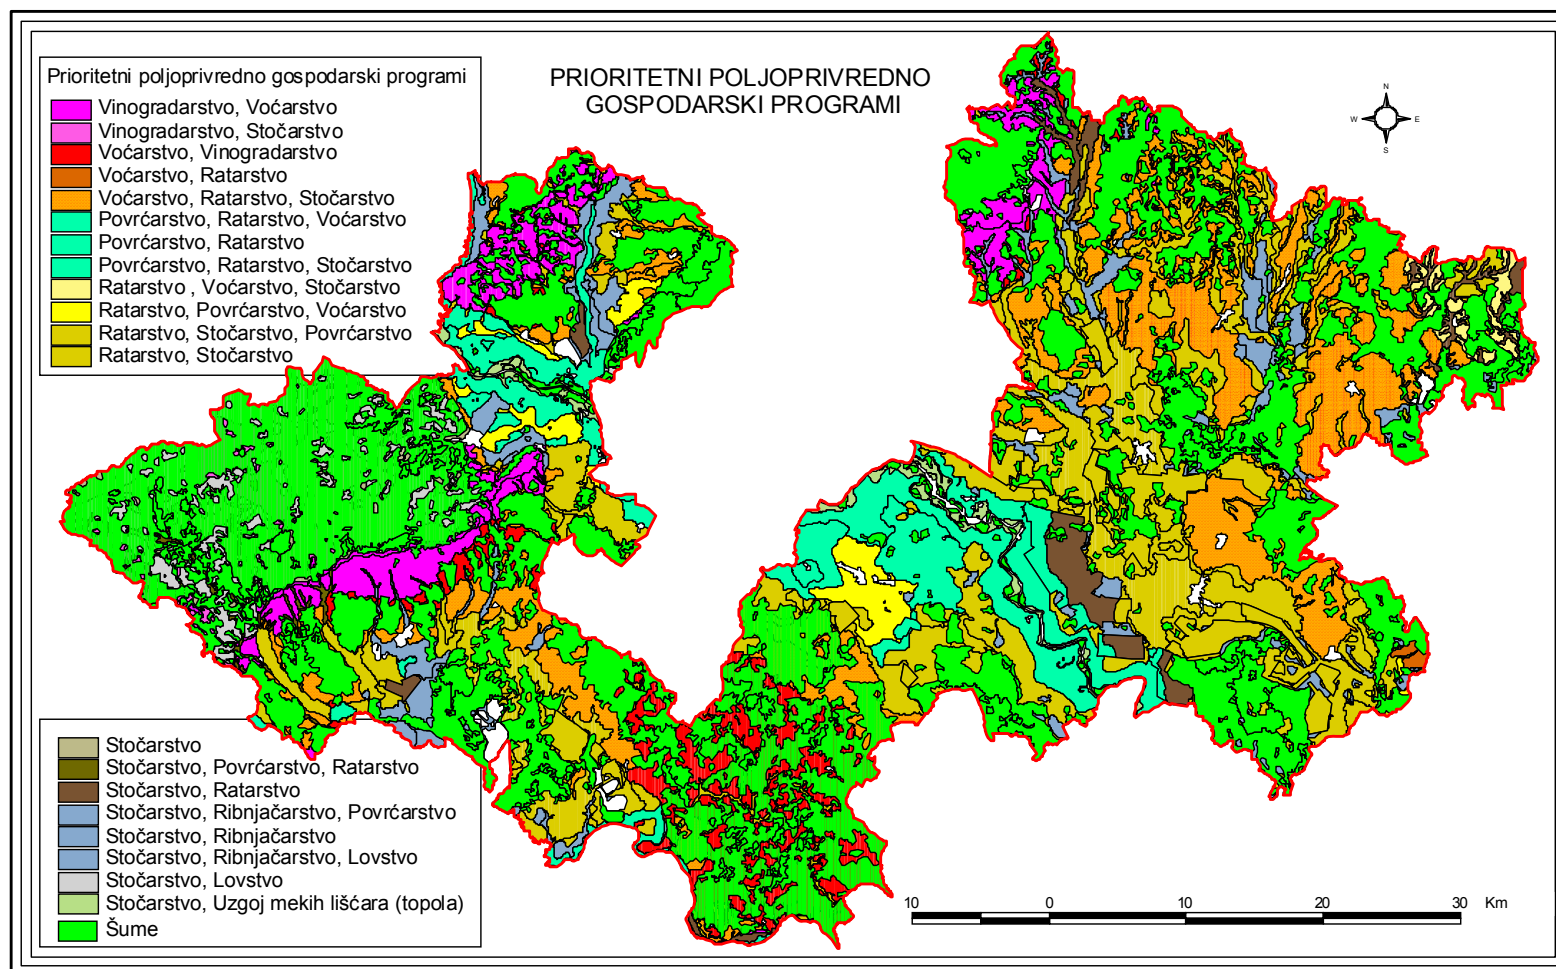 Prioritetni poljoprivredno gospodarski programi
Vinogradarstvo, Voćarstvo
Vinogradarstvo, Stočarstvo
Voćarstvo, Vinogradarstvo
Voćarstvo, Ratarstvo
Voćarstvo, Ratarstvo, Stočarstvo
Povrćarstvo, Ratarstvo, Voćarstvo
Povrćarstvo, Ratarstvo
Povrćarstvo, Ratarstvo, Stočarstvo
Ratarstvo , Voćarstvo, Stočarstvo
Ratarstvo, Povrćarstvo, Voćarstvo
Ratarstvo, Stočarstvo, Povrćarstvo
Ratarstvo, Stočarstvo
PRIORITETNI POLJOPRIVREDNO
GOSPODARSKI PROGRAMI
N
W E
S
Stočarstvo
Stočarstvo, Povrćarstvo, Ratarstvo
Stočarstvo, Ratarstvo
Stočarstvo, Ribnjačarstvo, Povrćarstvo
Stočarstvo, Ribnjačarstvo
Stočarstvo, Ribnjačarstvo, Lovstvo
Stočarstvo, Lovstvo
Stočarstvo, Uzgoj mekih lišćara (topola)
Šume
10 0 10 20 30 Km